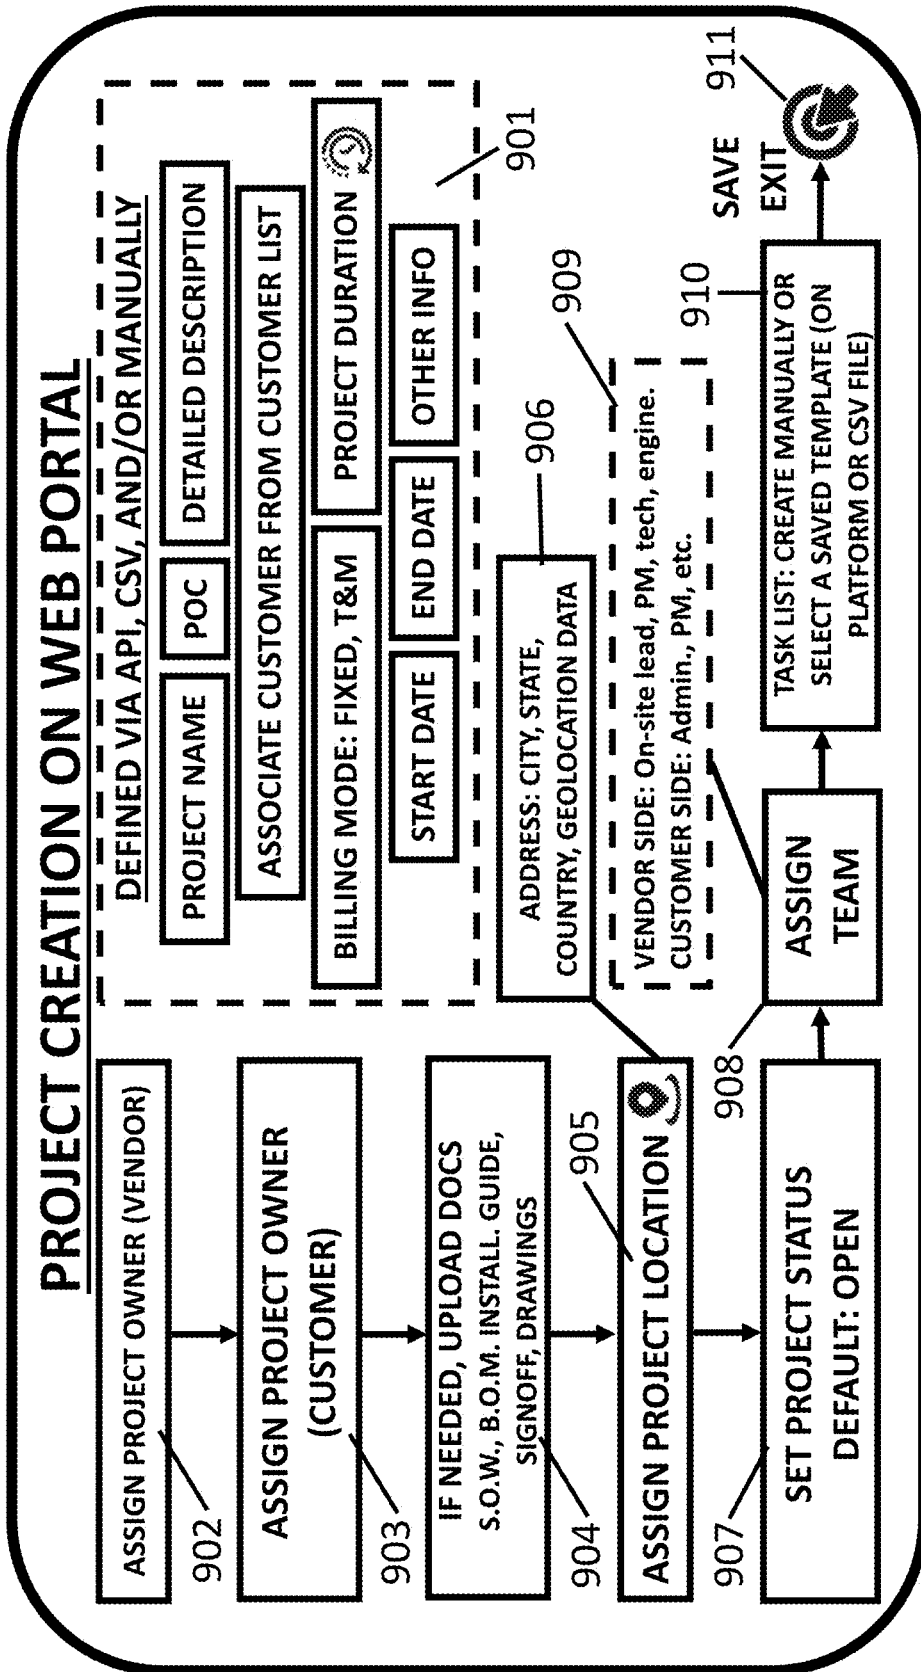 PROJECT CREATION ON WEB PORTAL
ASSIGN PROJECT OWNER (VENDOR)
902
ASSIGN PROJECT OWNER
(CUSTOMER)
903
IF NEEDED, UPLOAD DOCS
S.O.W., B.O.M. INSTALL. GUIDE,
SIGNOFF, DRAWINGS
904
905
ASSIGN PROJECT LOCATION
907
SET PROJECT STATUS
DEFAULT: OPEN
DEFINED VIA API, CSV, AND/OR MANUALLY
PROJECT NAME
POC
DETAILED DESCRIPTION
ASSOCIATE CUSTOMER FROM CUSTOMER LIST
BILLING MODE: FIXED, T&M
PROJECT DURATION
START DATE
END DATE
OTHER INFO
901
906
ADDRESS: CITY, STATE,
COUNTRY, GEOLOCATION DATA
909
VENDOR SIDE: On-site lead, PM, tech, engine.
CUSTOMER SIDE: Admin., PM, etc.
908
ASSIGN
TEAM
910
TASK LIST: CREATE MANUALLY OR
SELECT A SAVED TEMPLATE (ON
PLATFORM OR CSV FILE)
SAVE
EXIT
911